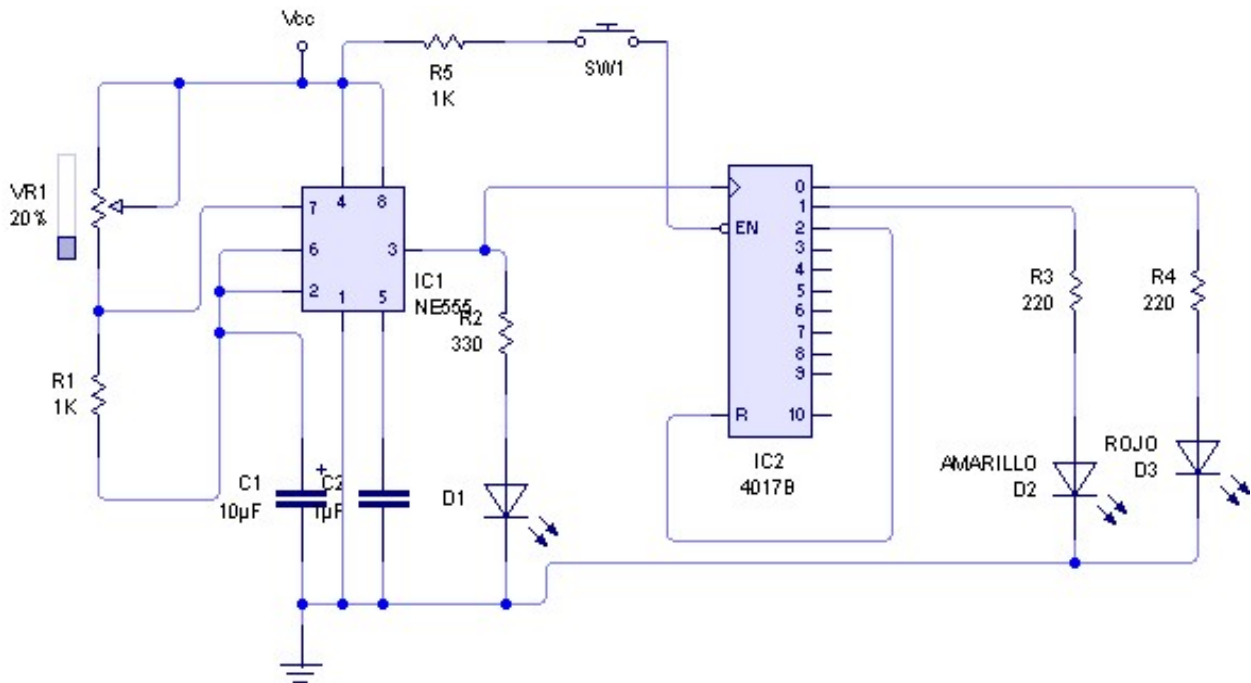 Vcc
R5
1K
SW1
VR1
20%
7
4
8
6
3
2
1
5
IC1
NE555
R2
330
R1
1K
C1
10µF
+
C2
1µF
D1
EN
R
0
1
2
3
4
5
6
7
8
9
10
IC2
4017B
R3
220
R4
220
AMARILLO
D2
ROJO
D3